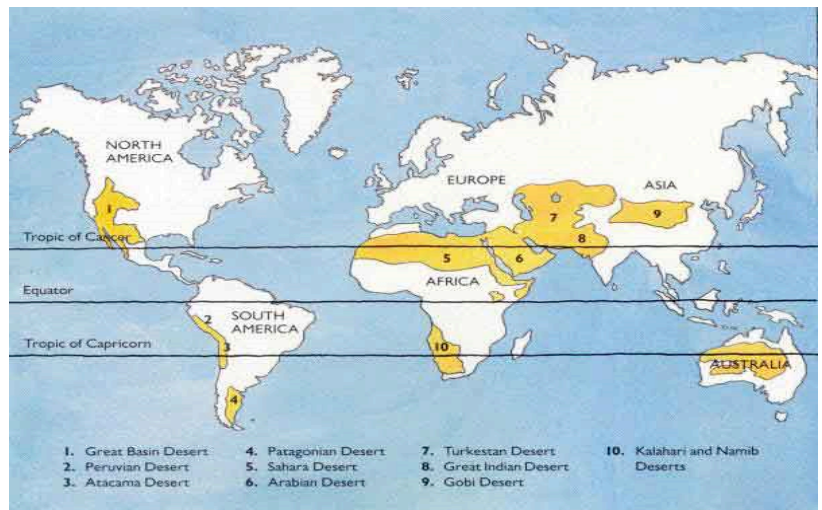 NORTH
AMERICA
EUROPE
ASIA
1
7
9
8
Tropic of Cancer
5
6
AFRICA
Equator
2
SOUTH
AMERICA
Tropic of Capricorn
3
10
AUSTRALIA
4
1. Great Basin Desert
2. Peruvian Desert
3. Atacama Desert
4. Patagonian Desert
5. Sahara Desert
6. Arabian Desert
7. Turkestan Desert
8. Great Indian Desert
9. Gobi Desert
10. Kalahari and Namib
Deserts